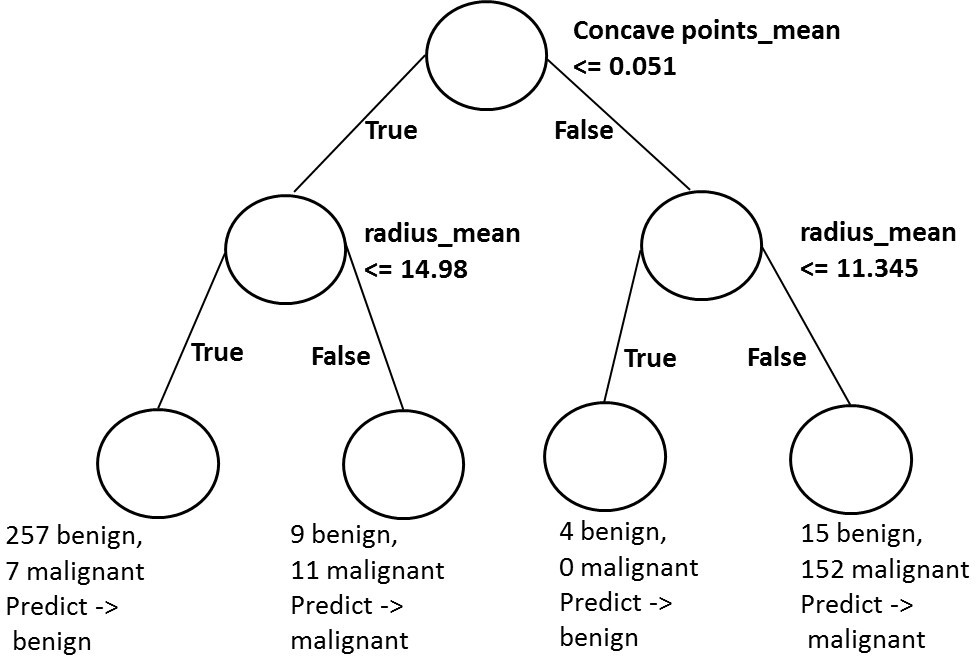 Concave points_mean
<= 0.051
True
False
radius_mean
<= 14.98
radius_mean
<= 11.345
True
False
True
False
257 benign,
7 malignant
Predict ->
benign
9 benign,
11 malignant
Predict ->
malignant
4 benign,
0 malignant
Predict ->
benign
15 benign,
152 malignant
Predict ->
malignant